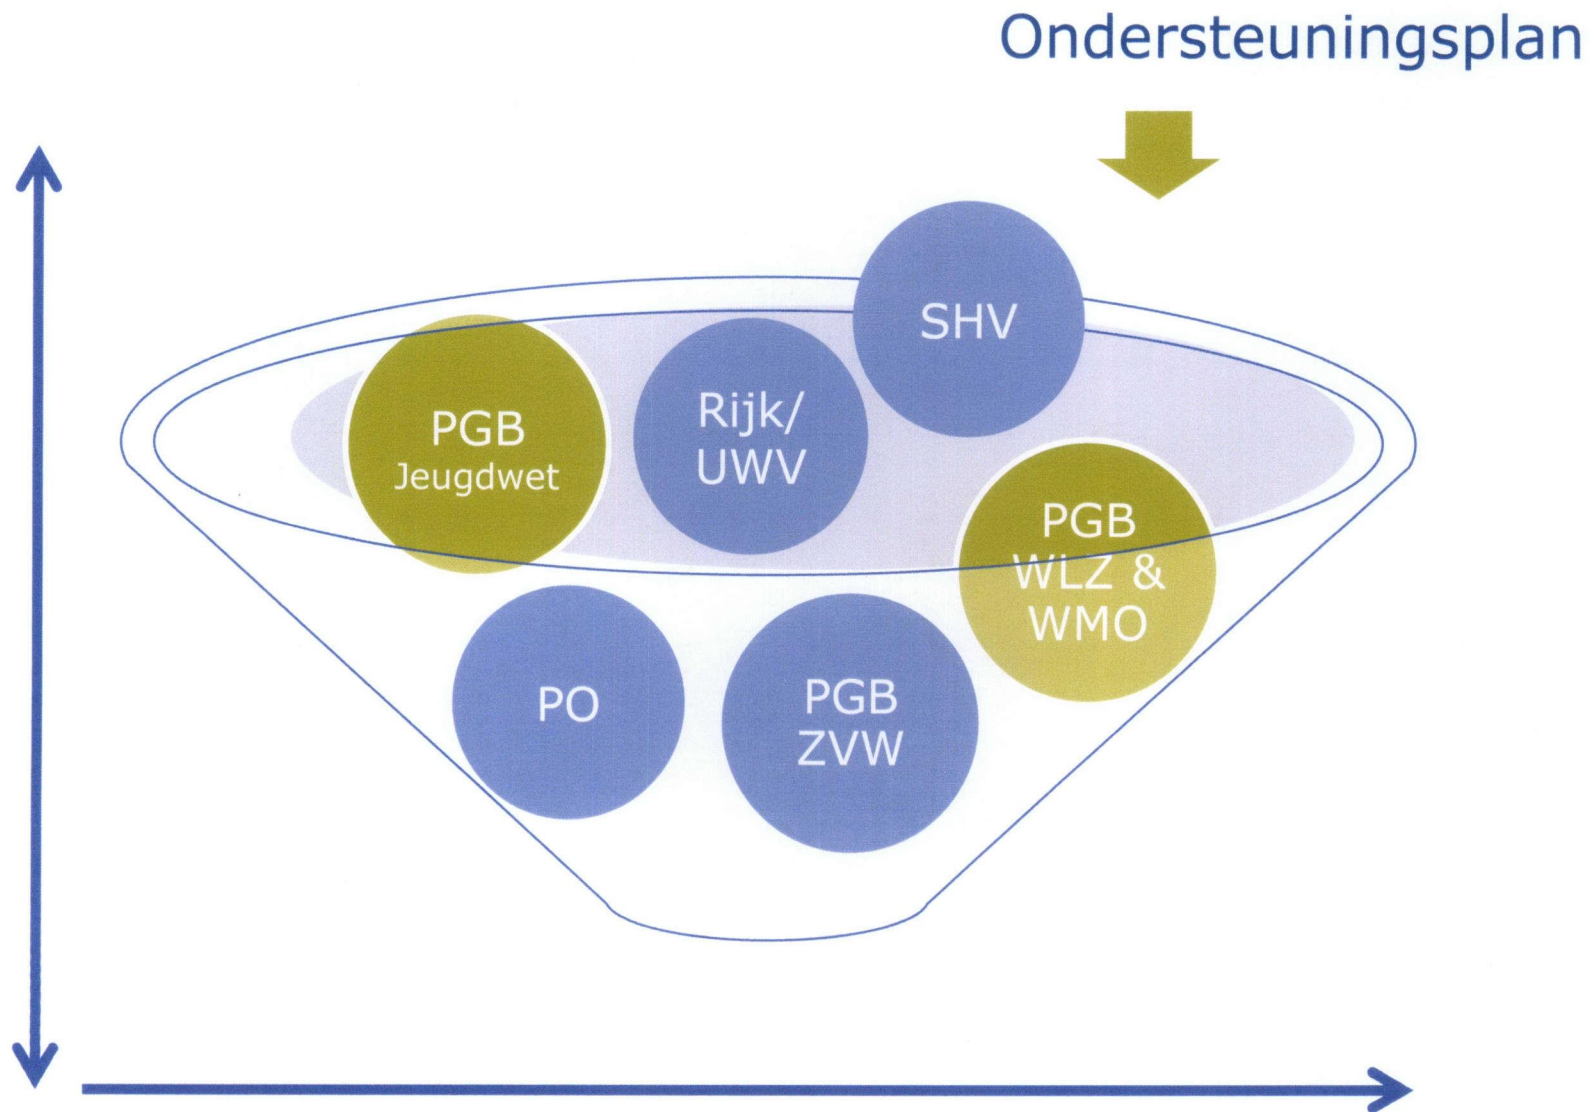 Ondersteuningsplan
SHV
PGB
Jeugdwet
Rijk/
UWV
PGB
WLZ &
WMO
PO
PGB
ZVW